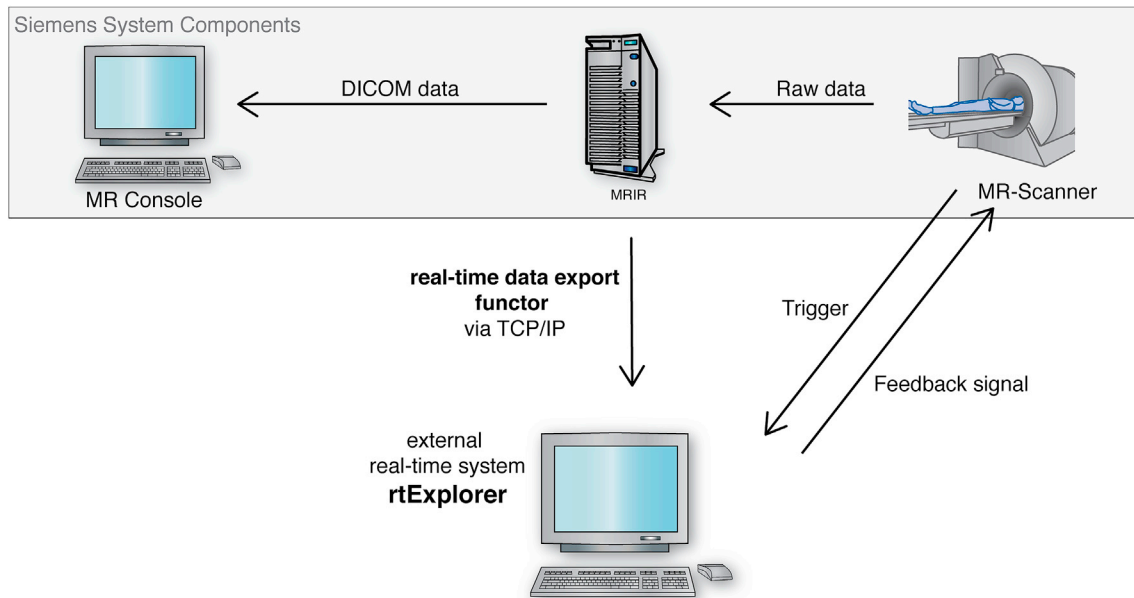 Siemens System Components
DICOM data
Raw data
MR Console
MRIR
MR-Scanner
real-time data export
functor
via TCP/IP
Trigger
Feedback signal
external
real-time system
rtExplorer